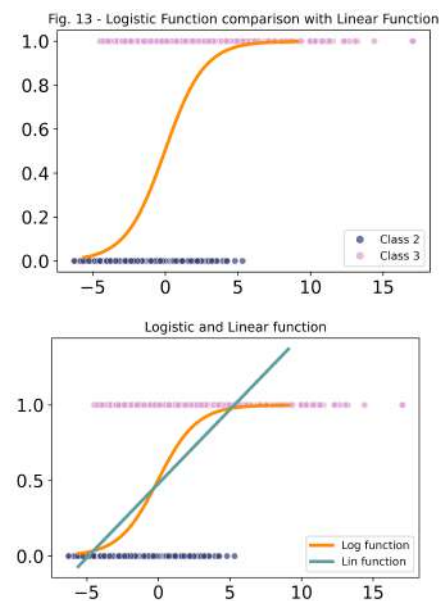 Fig. 13 - Logistic Function comparison with Linear Function
1.0
0.8
0.6
0.4
0.2
0.0
Class 2
Class 3
−5 0 5 10 15
Logistic and Linear function
1.0
0.5
0.0
Log function
Lin function
−5 0 5 10 15